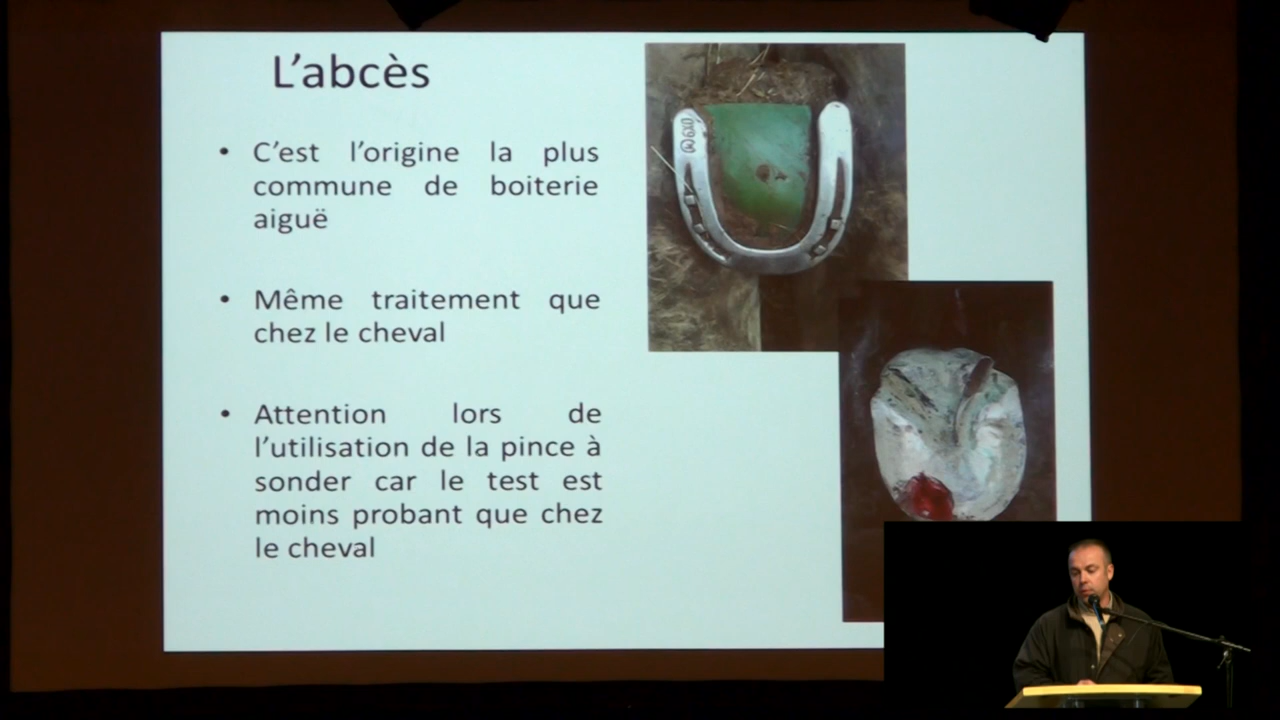 L'abcès
• C'est l'origine la plus
commune de boiterie
aiguë
• Même traitement que
chez le cheval
• Attention lors de
l'utilisation de la pince à
sonder car le test est
moins probant que chez
le cheval